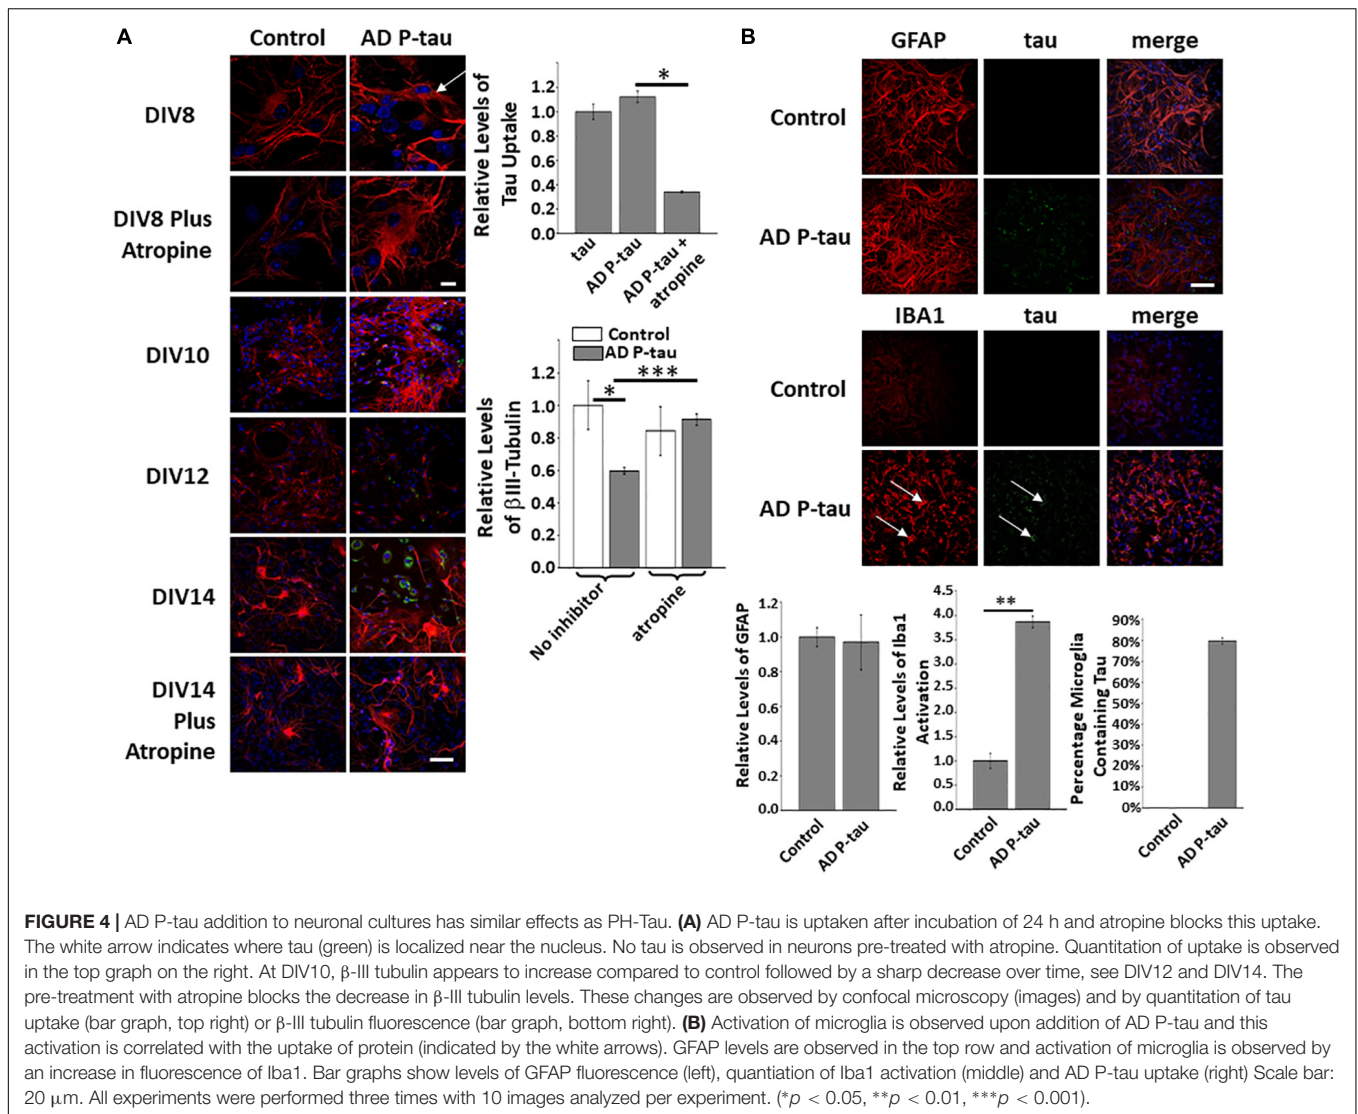 A
Control
AD P-tau
DIV8
DIV8 Plus
Atropine
DIV10
DIV12
DIV14
DIV14
Plus
Atropine
Relative Levels of
Tau Uptake
1.2
1.0
0.8
0.6
0.4
0.2
0.0
*
tau
AD P-tau
AD P-tau +
atropine
Control
AD P-tau
Relative Levels
of βIII-Tubulin
1.2
1.0
0.8
0.6
0.4
0.2
0.0
*
***
No inhibitor
atropine
B
GFAP
tau
merge
Control
AD P-tau
IBA1
tau
merge
Control
AD P-tau
Relative Levels of GFAP
1.2
1.0
0.8
0.6
0.4
0.2
0.0
Control
AD P-tau
Relative Levels of Iba1
Activation
4.5
4.0
3.5
3.0
2.5
2.0
1.5
1.0
0.5
0.0
**
Control
AD P-tau
Percentage Microglia
Containing Tau
90%
80%
70%
60%
50%
40%
30%
20%
10%
0%
Control
AD P-tau
FIGURE 4 | AD P-tau addition to neuronal cultures has similar effects as PH-Tau. (A) AD P-tau is uptaken after incubation of 24 h and atropine blocks this uptake.
The white arrow indicates where tau (green) is localized near the nucleus. No tau is observed in neurons pre-treated with atropine. Quantitation of uptake is observed
in the top graph on the right. At DIV10, β-III tubulin appears to increase compared to control followed by a sharp decrease over time, see DIV12 and DIV14. The
pre-treatment with atropine blocks the decrease in β-III tubulin levels. These changes are observed by confocal microscopy (images) and by quantitation of tau
uptake (bar graph, top right) or β-III tubulin fluorescence (bar graph, bottom right). (B) Activation of microglia is observed upon addition of AD P-tau and this
activation is correlated with the uptake of protein (indicated by the white arrows). GFAP levels are observed in the top row and activation of microglia is observed by
an increase in fluorescence of Iba1. Bar graphs show levels of GFAP fluorescence (left), quantiation of Iba1 activation (middle) and AD P-tau uptake (right) Scale bar:
20 μm. All experiments were performed three times with 10 images analyzed per experiment. (*p < 0.05, **p < 0.01, ***p < 0.001).